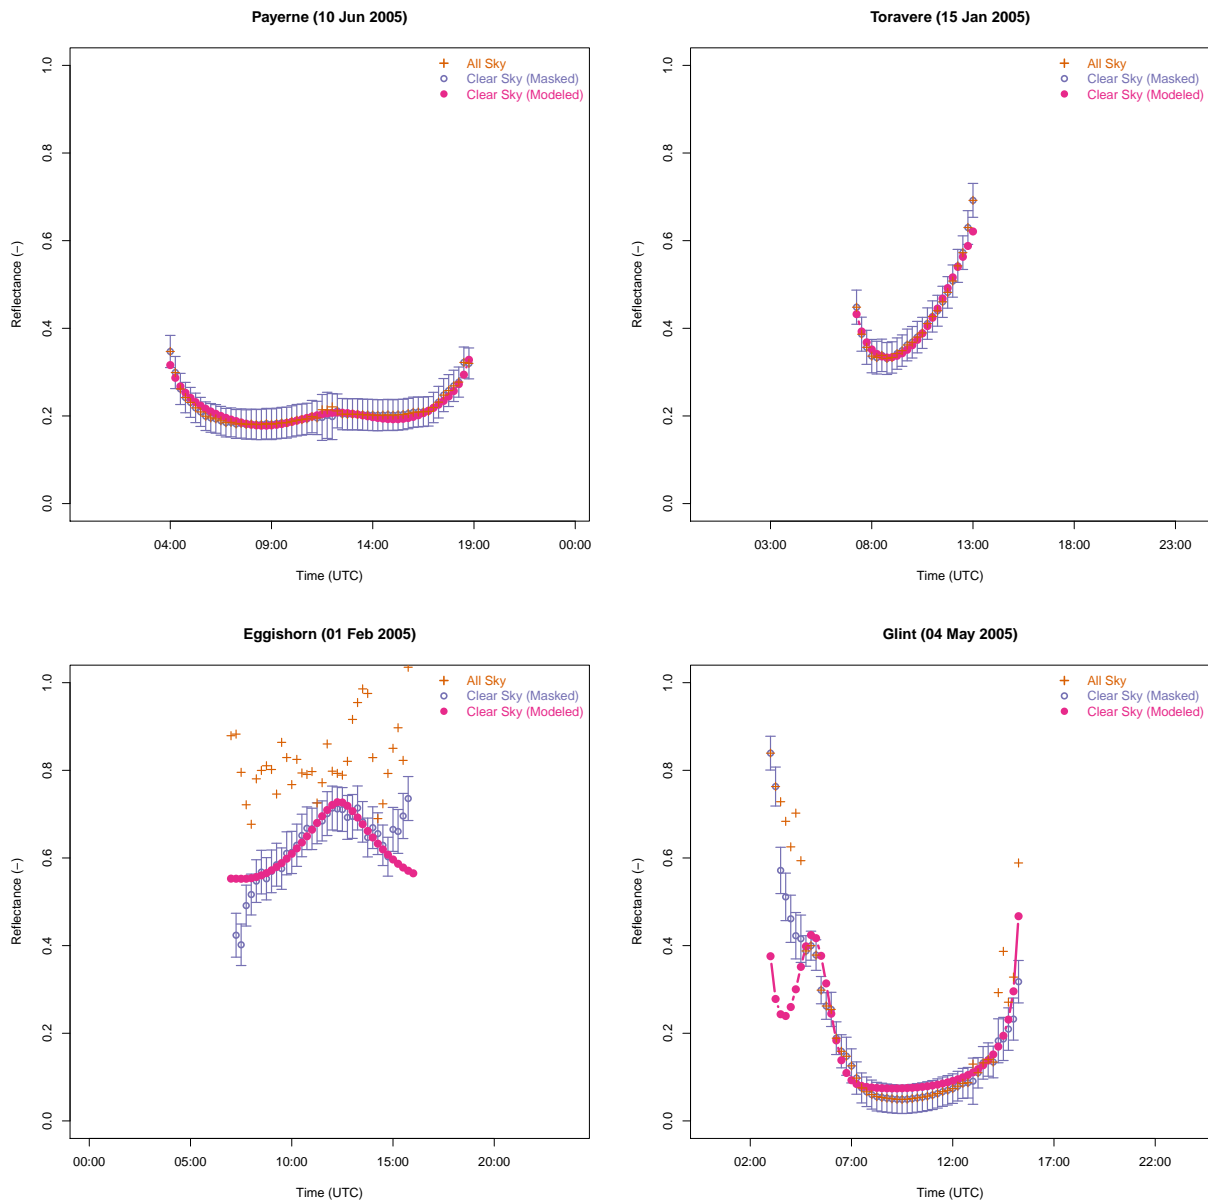 Payerne (10 Jun 2005)
All Sky
Clear Sky (Masked)
Clear Sky (Modeled)
Reflectance (−)
1.0
0.8
0.6
0.4
0.2
0.0
04:00 09:00 14:00 19:00 00:00
Time (UTC)
Toravere (15 Jan 2005)
All Sky
Clear Sky (Masked)
Clear Sky (Modeled)
Reflectance (−)
1.0
0.8
0.6
0.4
0.2
0.0
03:00 08:00 13:00 18:00 23:00
Time (UTC)
Eggishorn (01 Feb 2005)
All Sky
Clear Sky (Masked)
Clear Sky (Modeled)
Reflectance (−)
1.0
0.8
0.6
0.4
0.2
0.0
00:00 05:00 10:00 15:00 20:00
Time (UTC)
Glint (04 May 2005)
All Sky
Clear Sky (Masked)
Clear Sky (Modeled)
Reflectance (−)
1.0
0.8
0.6
0.4
0.2
0.0
02:00 07:00 12:00 17:00 22:00
Time (UTC)